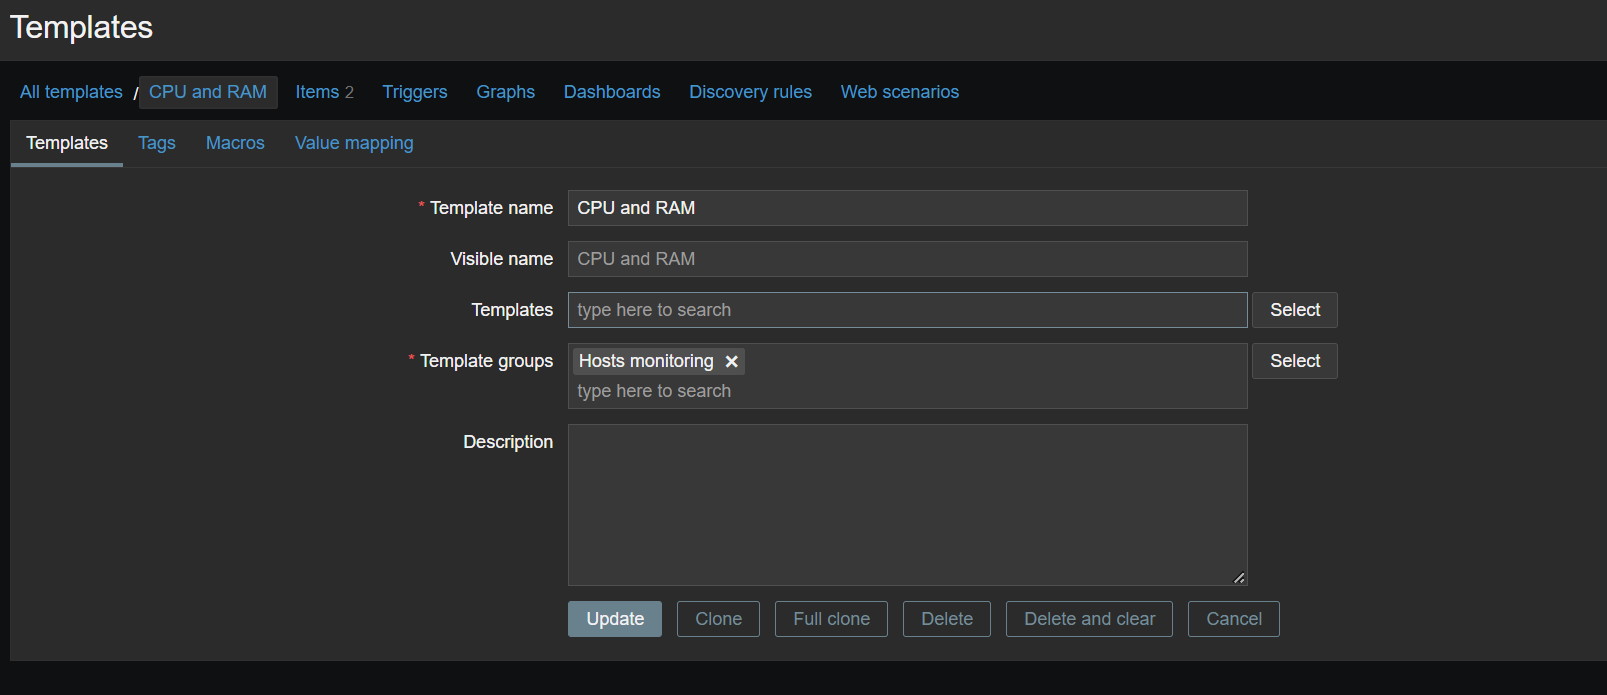 Templates
All templates / CPU and RAM Items 2 Triggers Graphs Dashboards Discovery rules Web scenarios
Templates Tags Macros Value mapping
* Template name CPU and RAM
Visible name CPU and RAM
Templates type here to search Select
* Template groups Hosts monitoring Select
type here to search
Description
Update Clone Full clone Delete Delete and clear Cancel